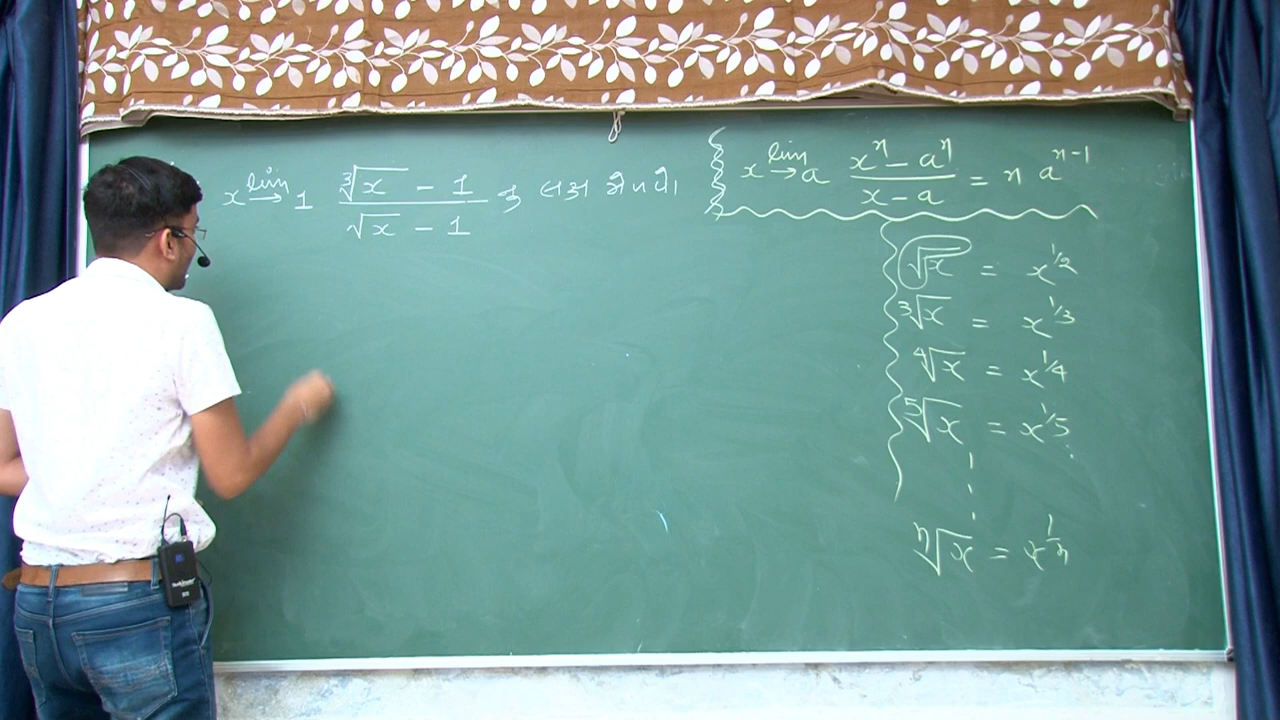 lim x→1 (∛x - 1)/(√x - 1)
lim x→a (xⁿ - aⁿ)/(x - a) = n aⁿ⁻¹
√x = x^1/2
∛x = x^1/3
∜x = x^1/4
⁵√x = x^1/5
ⁿ√x = x^1/n